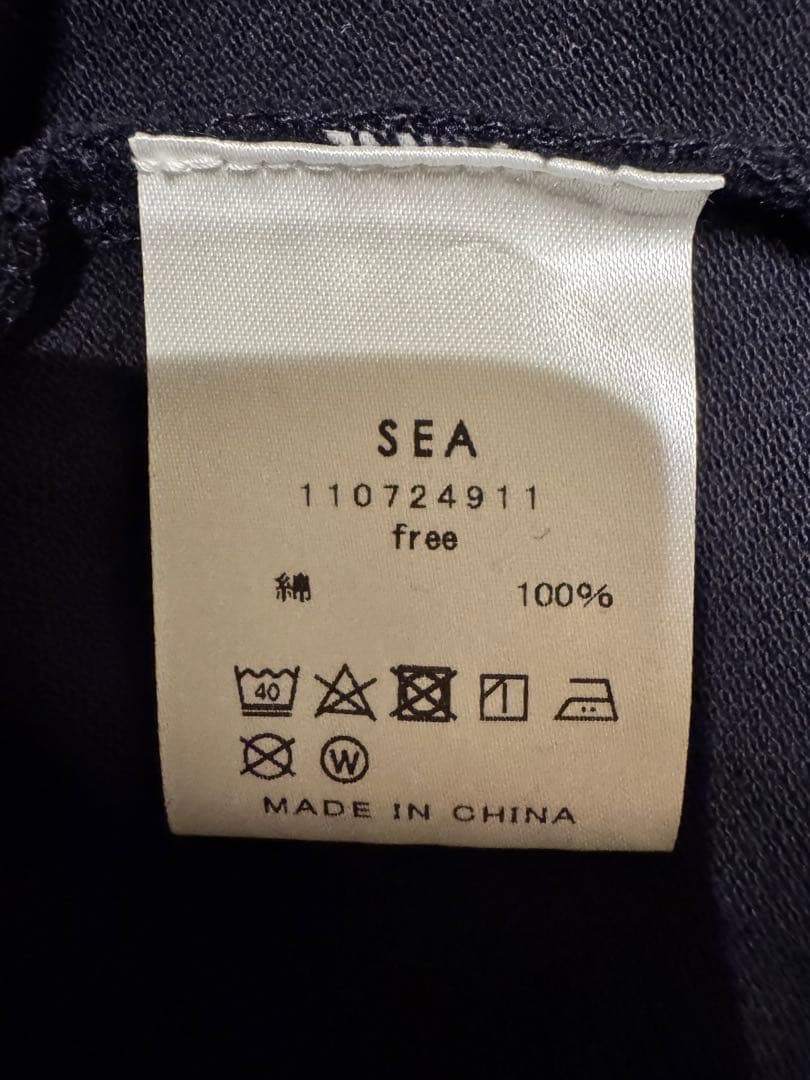 SEA
110724911
free
綿 100%
40
W
MADE IN CHINA